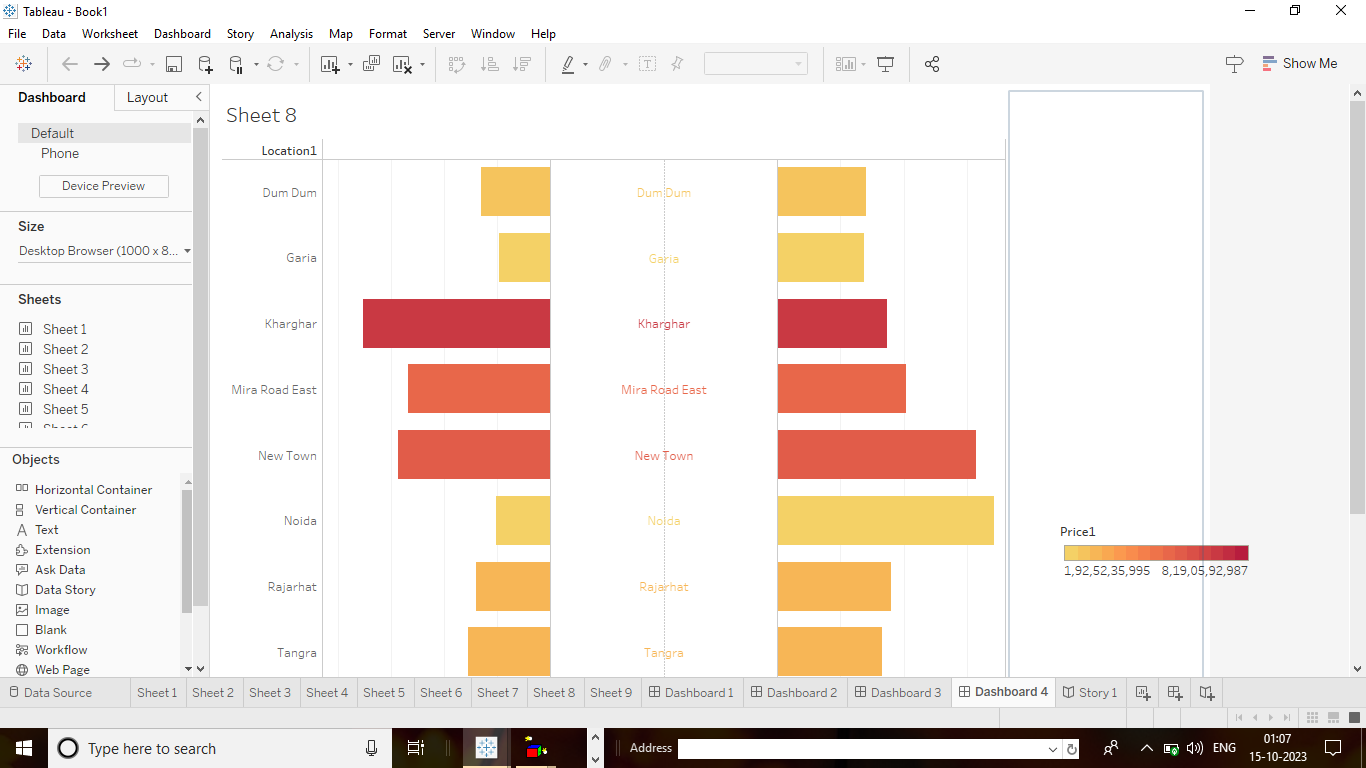 Tableau - Book1
File Data Worksheet Dashboard Story Analysis Map Format Server Window Help
Show Me
Dashboard Layout
Default
Phone
Device Preview
Size
Desktop Browser (1000 x 8...
Sheets
Sheet 1
Sheet 2
Sheet 3
Sheet 4
Sheet 5
Objects
Horizontal Container
Vertical Container
Text
Extension
Ask Data
Data Story
Image
Blank
Workflow
Web Page
Sheet 8
Location1
Dum Dum Dum Dum
Garia Garia
Kharghar Kharghar
Mira Road East Mira Road East
New Town New Town
Noida Noida
Rajarhat Rajarhat
Tangra Tangra
Price1
1,92,52,35,995 8,19,05,92,987
Data Source Sheet 1 Sheet 2 Sheet 3 Sheet 4 Sheet 5 Sheet 6 Sheet 7 Sheet 8 Sheet 9 Dashboard 1 Dashboard 2 Dashboard 3 Dashboard 4 Story 1
Type here to search
Address
ENG
01:07
15-10-2023